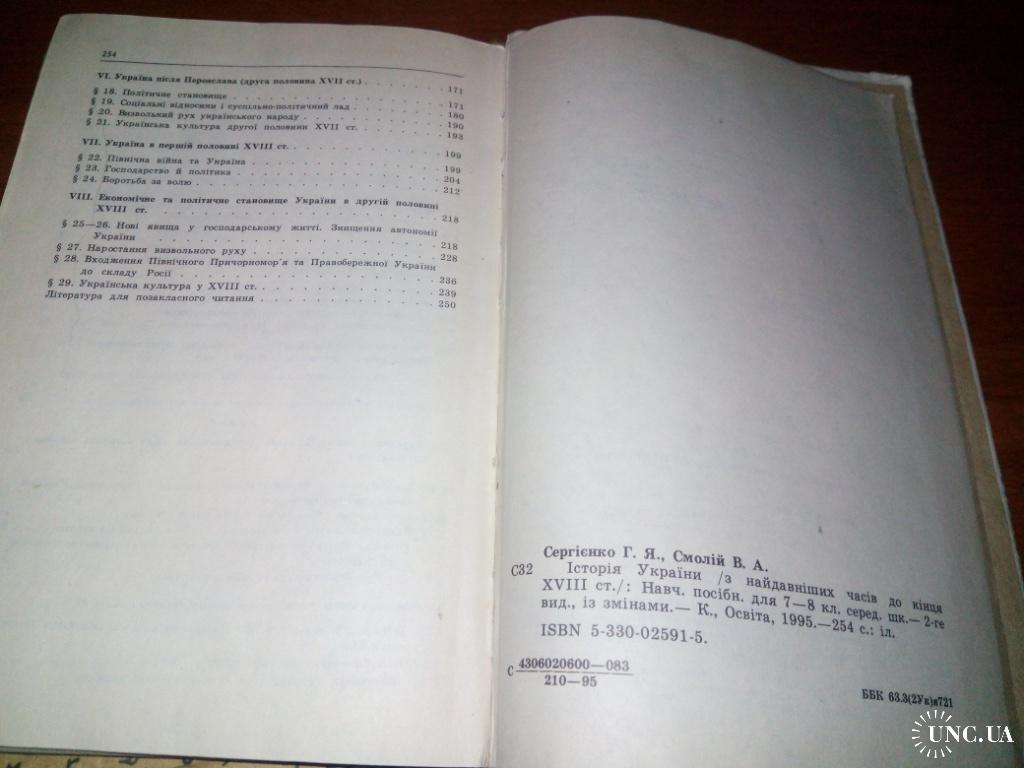 254
VI. Україна після Переяслава (друга половина XVII ст.) . . . . . . 171
§ 18. Політичне становище . . . . . . 171
§ 19. Соціальні відносини і суспільно-політичний лад . . . . . . 180
§ 20. Визвольний рух українського народу . . . . . . 190
§ 21. Українська культура другої половини XVII ст. . . . . . . 193
VII. Україна в першій половині XVIII ст. . . . . . . 199
§ 22. Північна війна та Україна . . . . . . 199
§ 23. Господарство й політика . . . . . . 204
§ 24. Боротьба за волю . . . . . . 212
VIII. Економічне та політичне становище України в другій половині
XVIII ст. . . . . . . 218
§ 25—26. Нові явища у господарському житті. Знищення автономії
України . . . . . . 218
§ 27. Наростання визвольного руху . . . . . . 228
§ 28. Входження Північного Причорномор'я та Правобережної України
до складу Росії . . . . . . 236
§ 29. Українська культура у XVIII ст. . . . . . . 239
Література для позакласного читання . . . . . . 250
Сергієнко Г. Я., Смолій В. А.
С32 Історія України /з найдавніших часів до кінця
XVIII ст./: Навч. посібн. для 7—8 кл. серед. шк.— 2-ге
вид., із змінами.— К., Освіта, 1995.—254 с.: іл.
ISBN 5-330-02591-5.
С 4306020600—083
210—95
ББК 63.3(2Ук)я721
UNC.UA